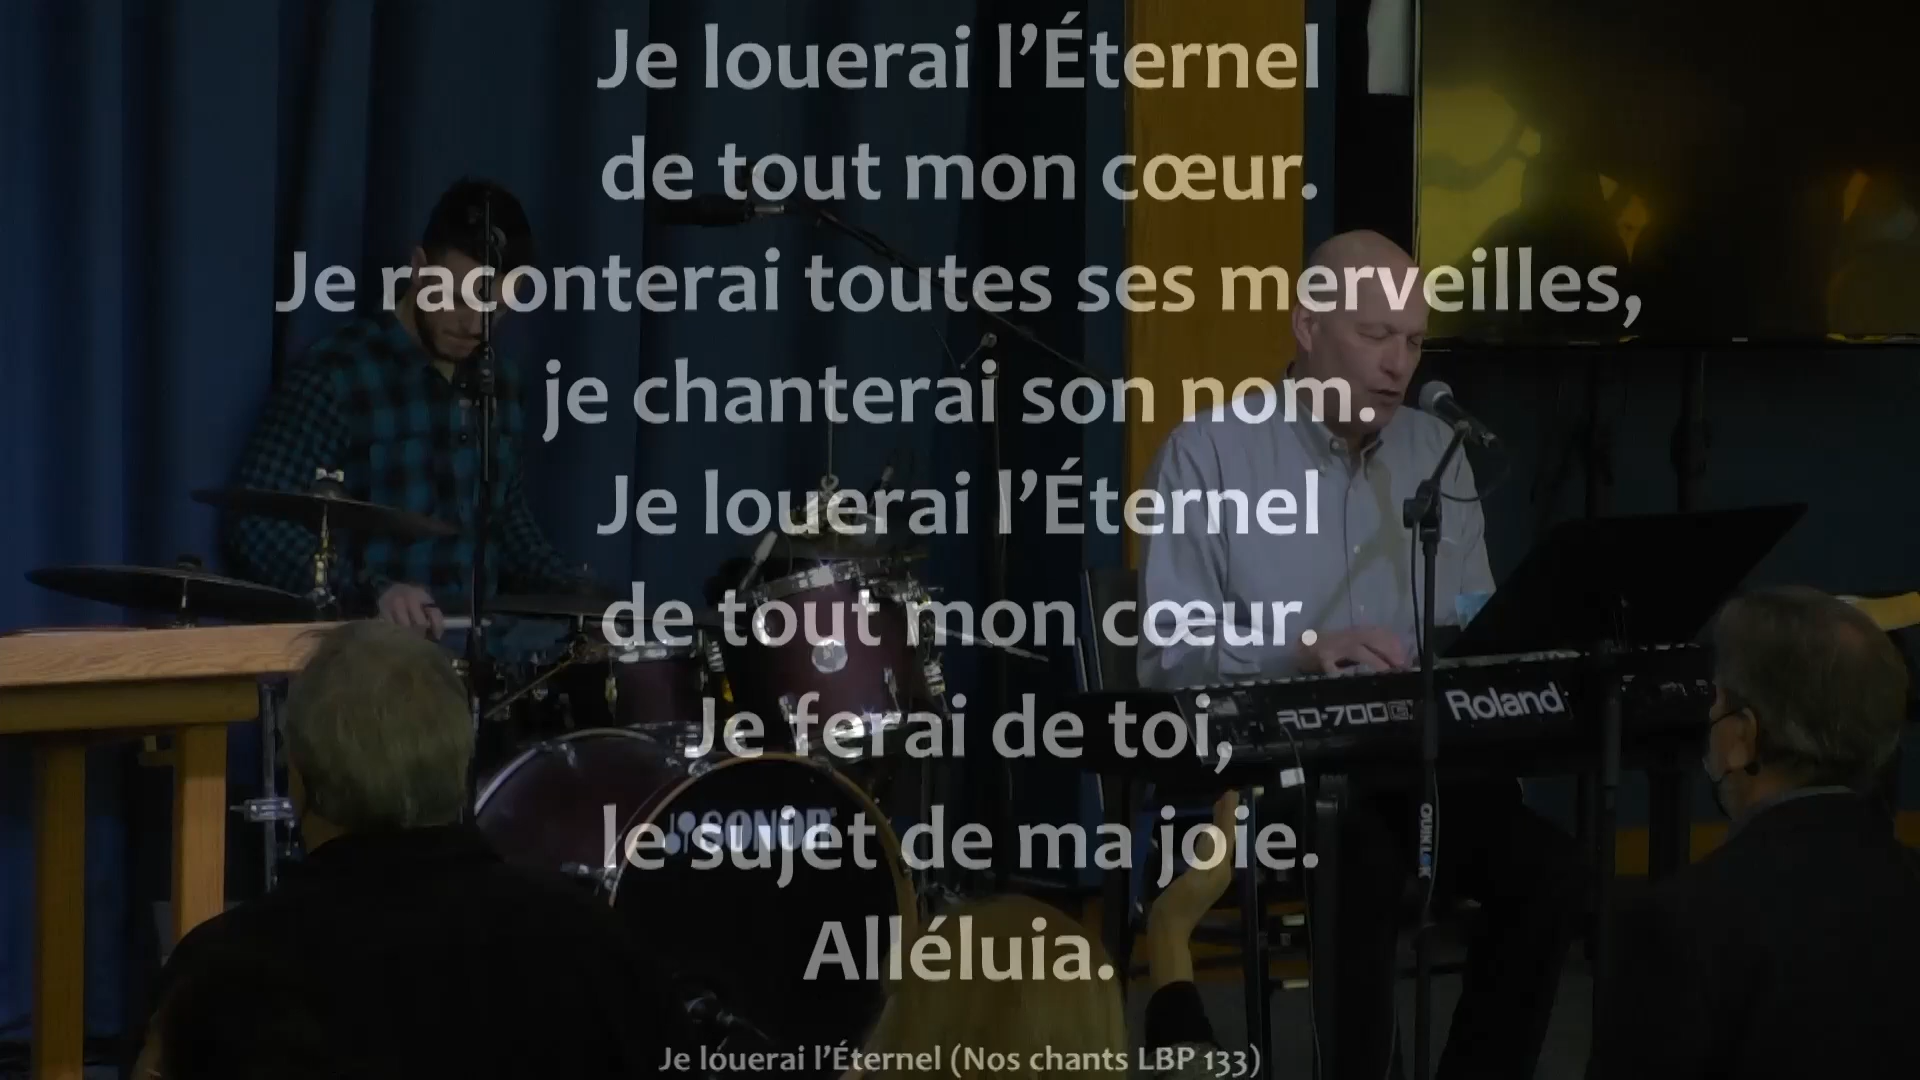 Je louerai l’Éternel
de tout mon cœur.
Je raconterai toutes ses merveilles,
je chanterai son nom.
Je louerai l’Éternel
de tout mon cœur.
Je ferai de toi,
le sujet de ma joie.
Alléluia.
Je louerai l’Éternel (Nos chants LBP 133)
RD-700GX Roland
QUIKLOK
SONOR